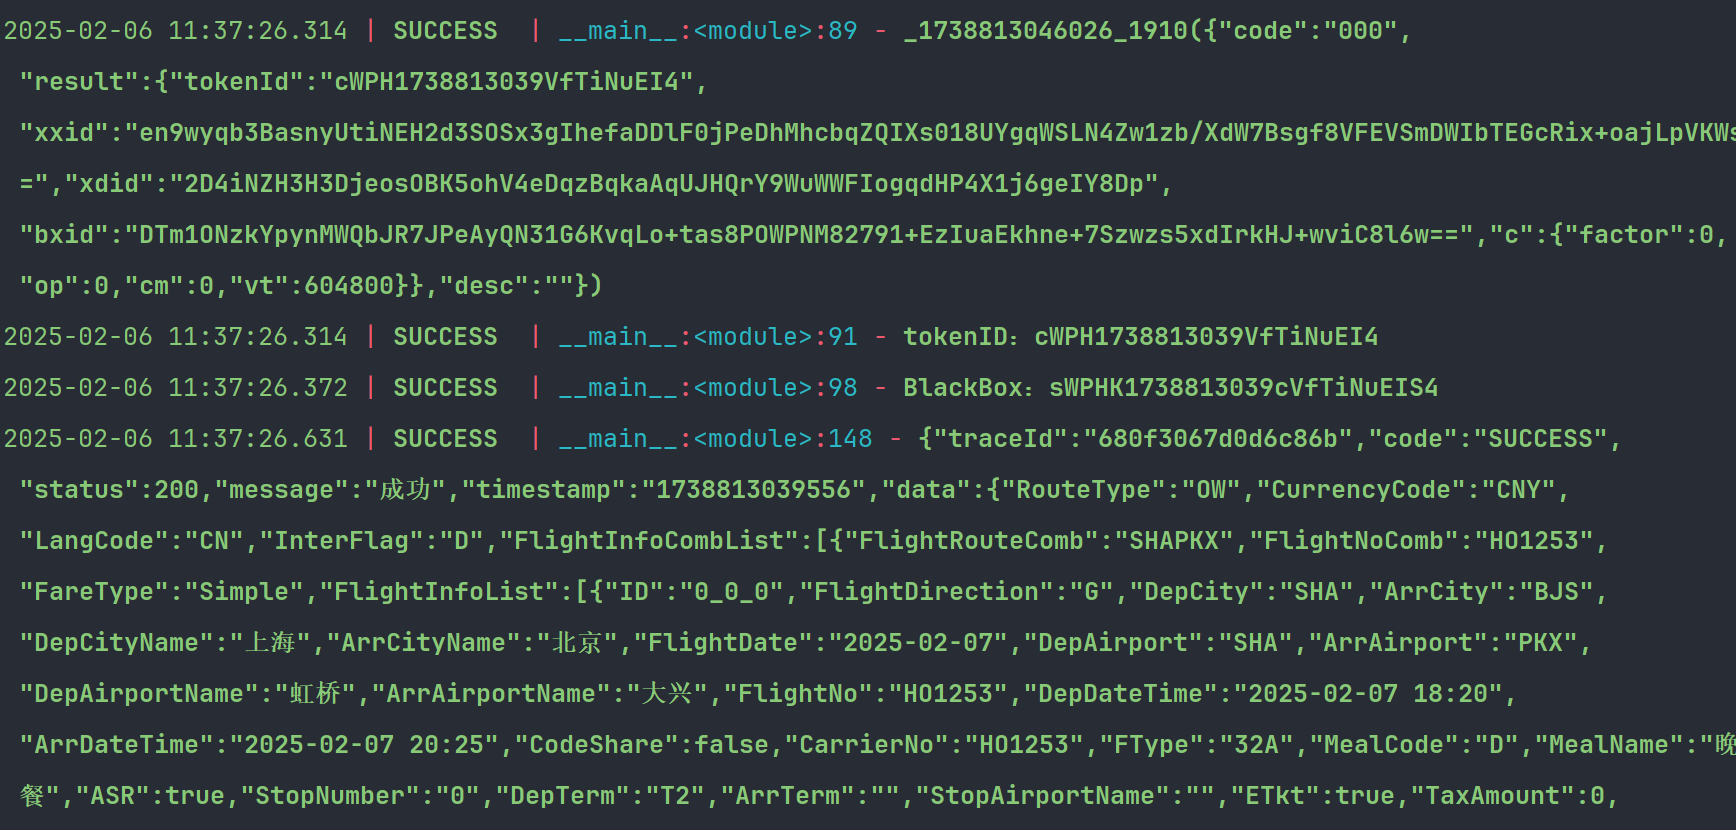 2025-02-06 11:37:26.314 | SUCCESS  | __main__:<module>:89 - _1738813046026_1910({"code":"000",
"result":{"tokenId":"cWPH1738813039VfTiNuEI4",
"xxid":"en9wyqb3BasnyUtiNEH2d3SOSx3gIhefaDDlF0jPeDhMhcbqZQIXs018UYgqWSLN4Zw1zb/XdW7Bsgf8VFEVSmDWIbTEGcRix+oajLpVKWs
=","xdid":"2D4iNZH3H3DjeosOBK5ohV4eDqzBqkaAqUJHQrY9WuWWFIogqdHP4X1j6geIY8Dp",
"bxid":"DTm1ONzkYpynMWQbJR7JPeAyQN31G6KvqLo+tas8POWPNM82791+EzIuaEkhne+7Szwzs5xdIrkHJ+wviC8l6w==","c":{"factor":0,
"op":0,"cm":0,"vt":604800}},"desc":""})
2025-02-06 11:37:26.314 | SUCCESS  | __main__:<module>:91 - tokenID：cWPH1738813039VfTiNuEI4
2025-02-06 11:37:26.372 | SUCCESS  | __main__:<module>:98 - BlackBox：sWPHK1738813039cVfTiNuEIS4
2025-02-06 11:37:26.631 | SUCCESS  | __main__:<module>:148 - {"traceId":"680f3067d0d6c86b","code":"SUCCESS",
"status":200,"message":"成功","timestamp":"1738813039556","data":{"RouteType":"OW","CurrencyCode":"CNY",
"LangCode":"CN","InterFlag":"D","FlightInfoCombList":[{"FlightRouteComb":"SHAPKX","FlightNoComb":"HO1253",
"FareType":"Simple","FlightInfoList":[{"ID":"0_0_0","FlightDirection":"G","DepCity":"SHA","ArrCity":"BJS",
"DepCityName":"上海","ArrCityName":"北京","FlightDate":"2025-02-07","DepAirport":"SHA","ArrAirport":"PKX",
"DepAirportName":"虹桥","ArrAirportName":"大兴","FlightNo":"HO1253","DepDateTime":"2025-02-07 18:20",
"ArrDateTime":"2025-02-07 20:25","CodeShare":false,"CarrierNo":"HO1253","FType":"32A","MealCode":"D","MealName":"晚
餐","ASR":true,"StopNumber":"0","DepTerm":"T2","ArrTerm":"","StopAirportName":"","ETkt":true,"TaxAmount":0,